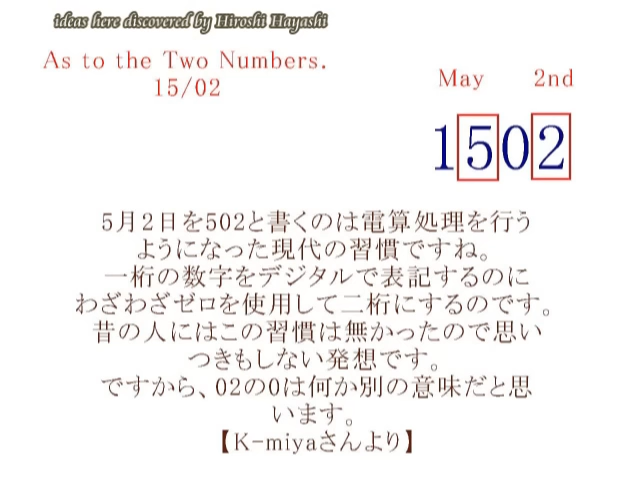 ideas here discovered by Hiroshi Hayashi
As to the Two Numbers.
15/02
May 2nd
1502
5月2日を502と書くのは電算処理を行う
ようになった現代の習慣ですね。
一桁の数字をデジタルで表記するのに
わざわざゼロを使用して二桁にするのです。
昔の人にはこの習慣は無かったので思い
つきもしない発想です。
ですから、02の0は何か別の意味だと思
います。
【K-miyaさんより】